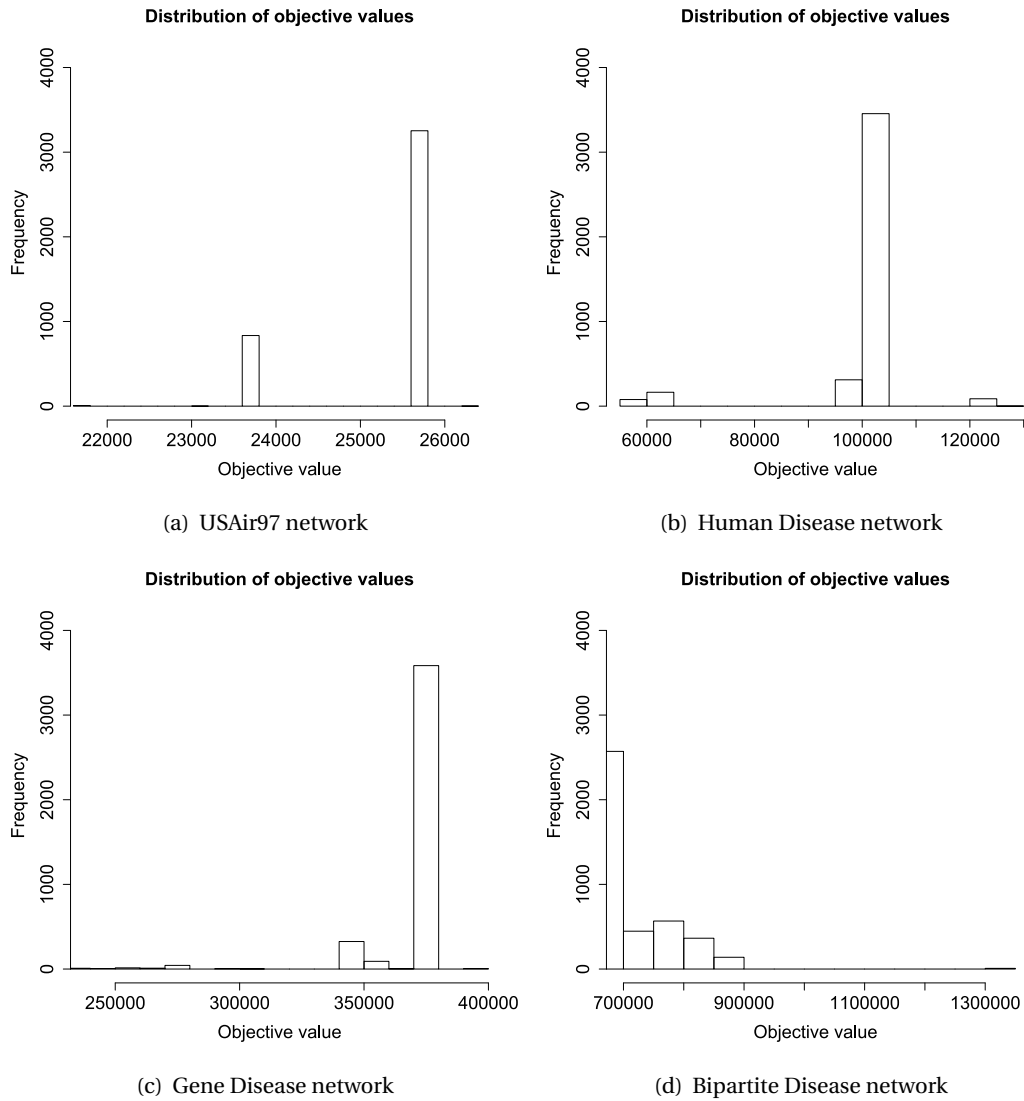 Distribution of objective values
Frequency
4000
3000
2000
1000
0
22000 23000 24000 25000 26000
Objective value
(a) USAir97 network
Distribution of objective values
Frequency
4000
3000
2000
1000
0
60000 80000 100000 120000
Objective value
(b) Human Disease network
Distribution of objective values
Frequency
4000
3000
2000
1000
0
250000 300000 350000 400000
Objective value
(c) Gene Disease network
Distribution of objective values
Frequency
4000
3000
2000
1000
0
700000 900000 1100000 1300000
Objective value
(d) Bipartite Disease network